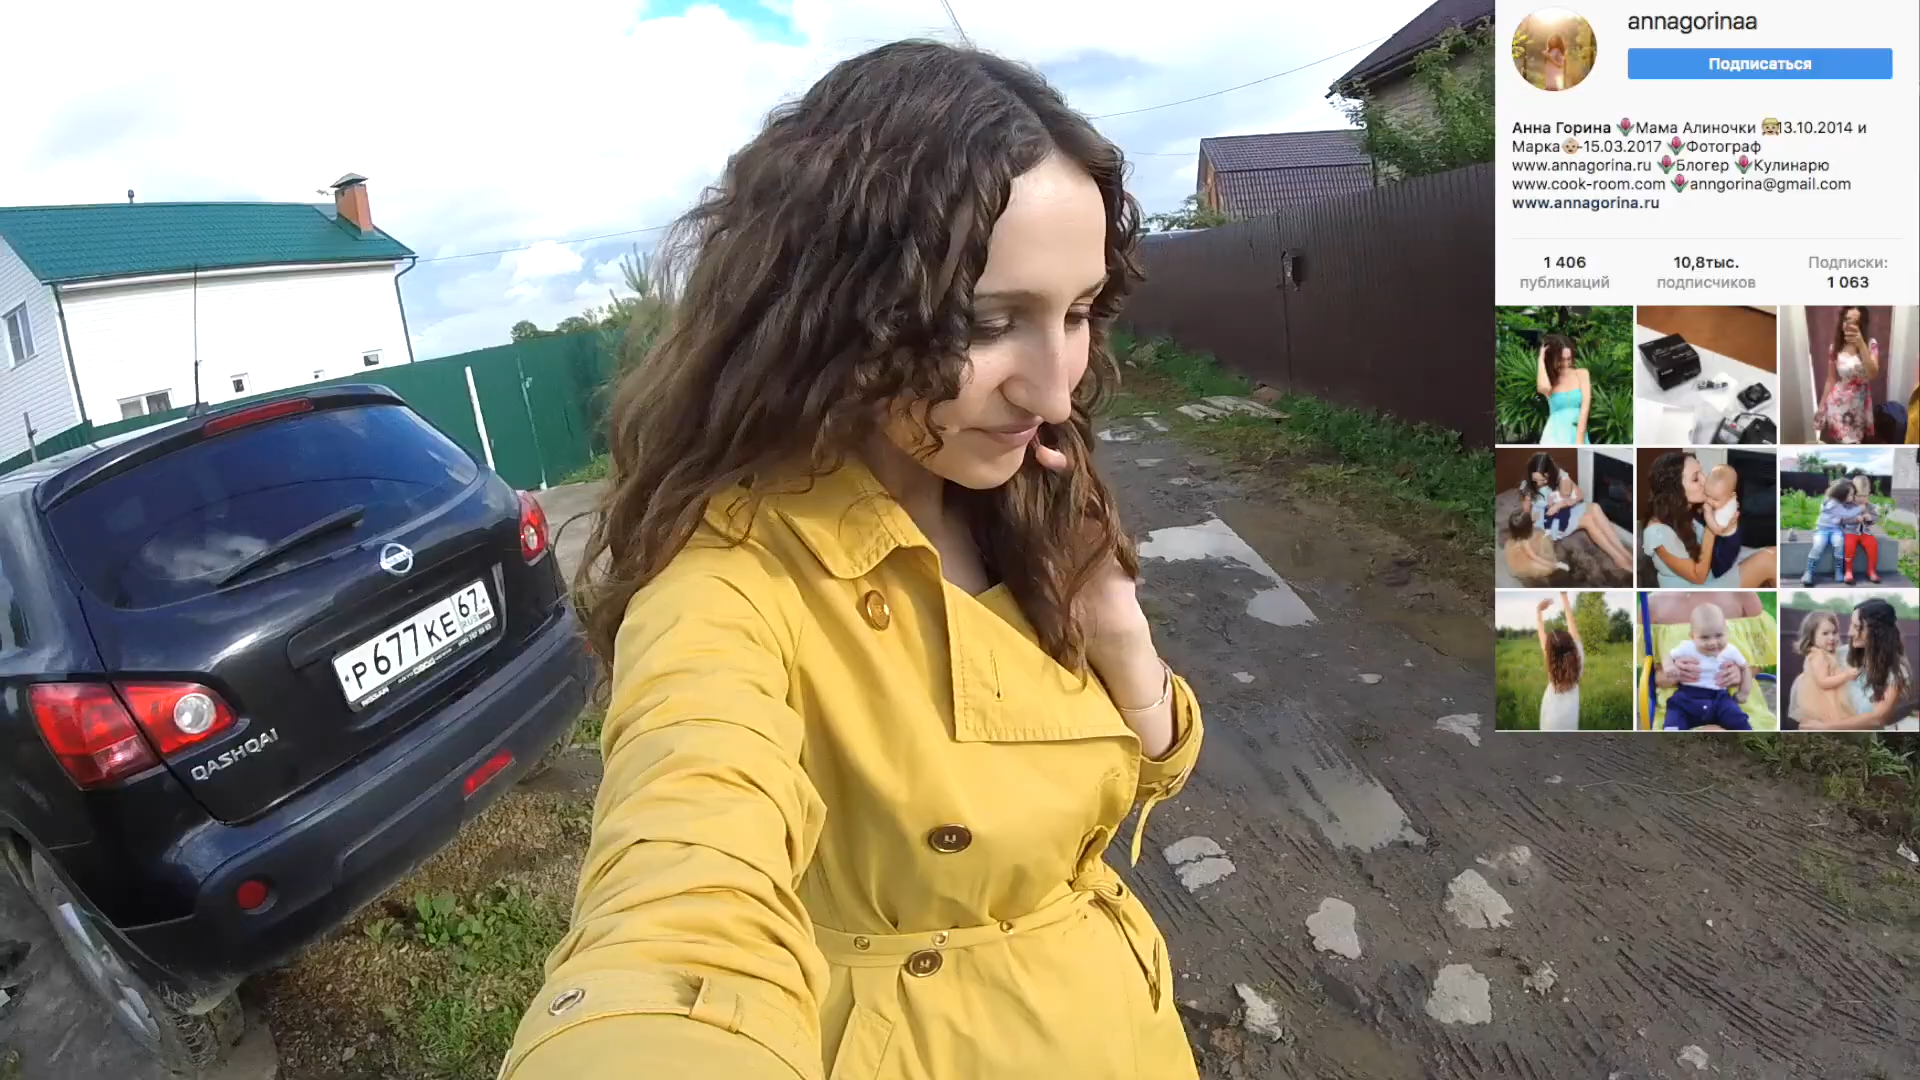 annagorinaa
Подписаться
Анна Горина 🌷Мама Алиночки 👧🏼13.10.2014 и
Марка👶🏼-15.03.2017 🌷Фотограф
www.annagorina.ru 🌷Блогер 🌷Кулинарю
www.cook-room.com 🌷anngorina@gmail.com
www.annagorina.ru
1 406 10,8тыс. Подписки:
публикаций подписчиков 1 063
Р677КЕ 67
RUS
NISSAN
QASHQAI